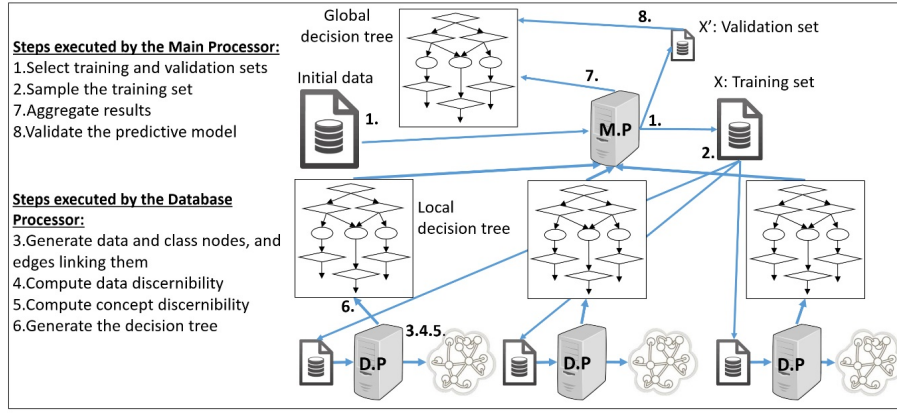 Steps executed by the Main Processor:
1.Select training and validation sets
2.Sample the training set
7.Aggregate results
8.Validate the predictive model
Steps executed by the Database
Processor:
3.Generate data and class nodes, and
edges linking them
4.Compute data discernibility
5.Compute concept discernibility
6.Generate the decision tree
Global
decision tree
8.
X’: Validation set
Initial data
7.
X: Training set
1.
M.P
1.
2.
Local
decision tree
6.
3.4.5.
D.P
D.P
D.P